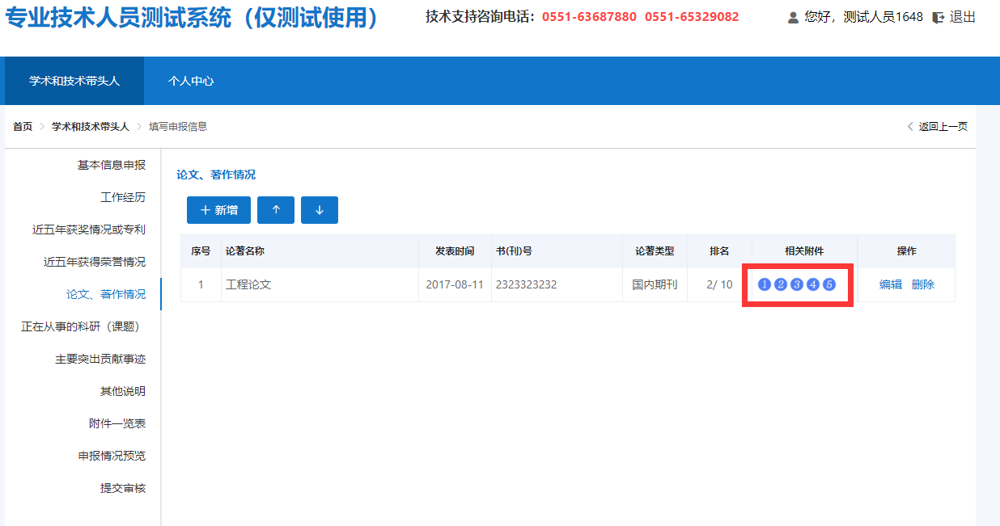 专业技术人员测试系统（仅测试使用） 技术支持咨询电话：0551-63687880 0551-65329082 您好，测试人员1648 退出
学术和技术带头人 个人中心
首页 > 学术和技术带头人 > 填写申报信息 < 返回上一页
基本信息申报
工作经历
近五年获奖情况或专利
近五年获得荣誉情况
论文、著作情况
正在从事的科研（课题）
主要突出贡献事迹
其他说明
附件一览表
申报情况预览
提交审核
论文、著作情况
＋ 新增 ↑ ↓
序号 论著名称 发表时间 书(刊)号 论著类型 排名 相关附件 操作
1 工程论文 2017-08-11 2323323232 国内期刊 2/ 10 ❶ ❷ ❸ ❹ ❺ 编辑 删除